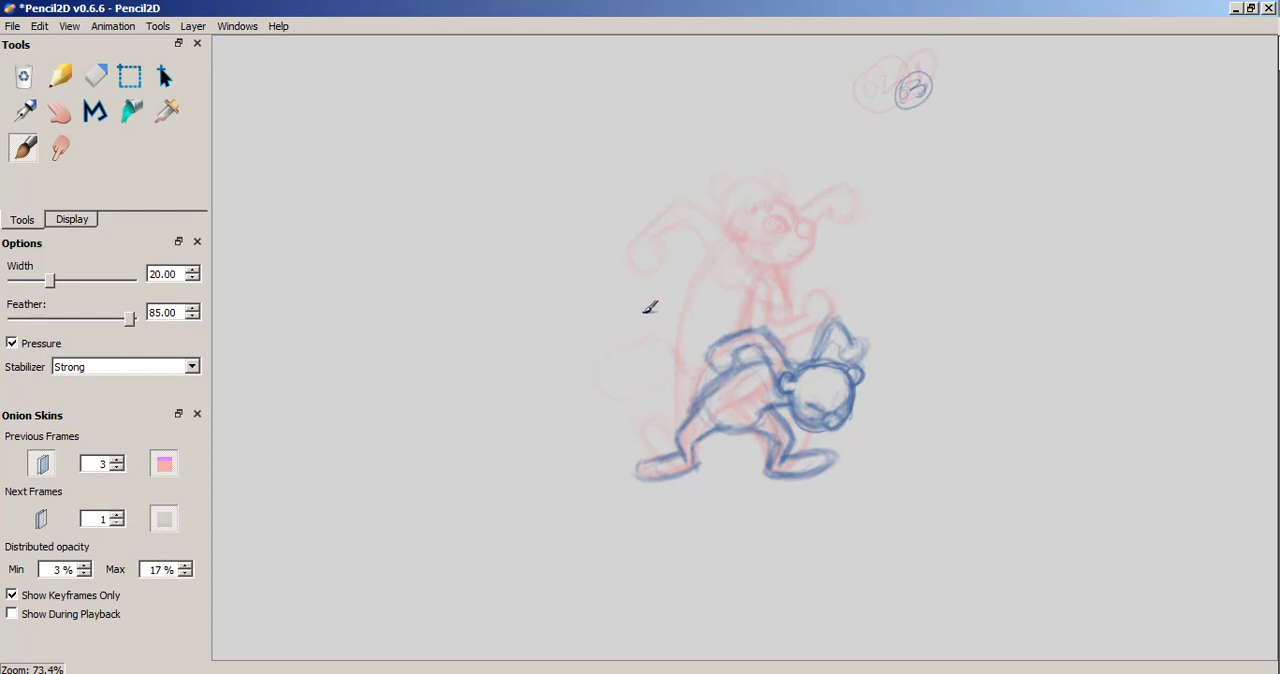 *Pencil2D v0.6.6 - Pencil2D
File Edit View Animation Tools Layer Windows Help
Tools
Tools Display
Options
Width
20.00
Feather:
85.00
Pressure
Stabilizer Strong
Onion Skins
Previous Frames
3
Next Frames
1
Distributed opacity
Min 3 % Max 17 %
Show Keyframes Only
Show During Playback
Zoom: 73.4%